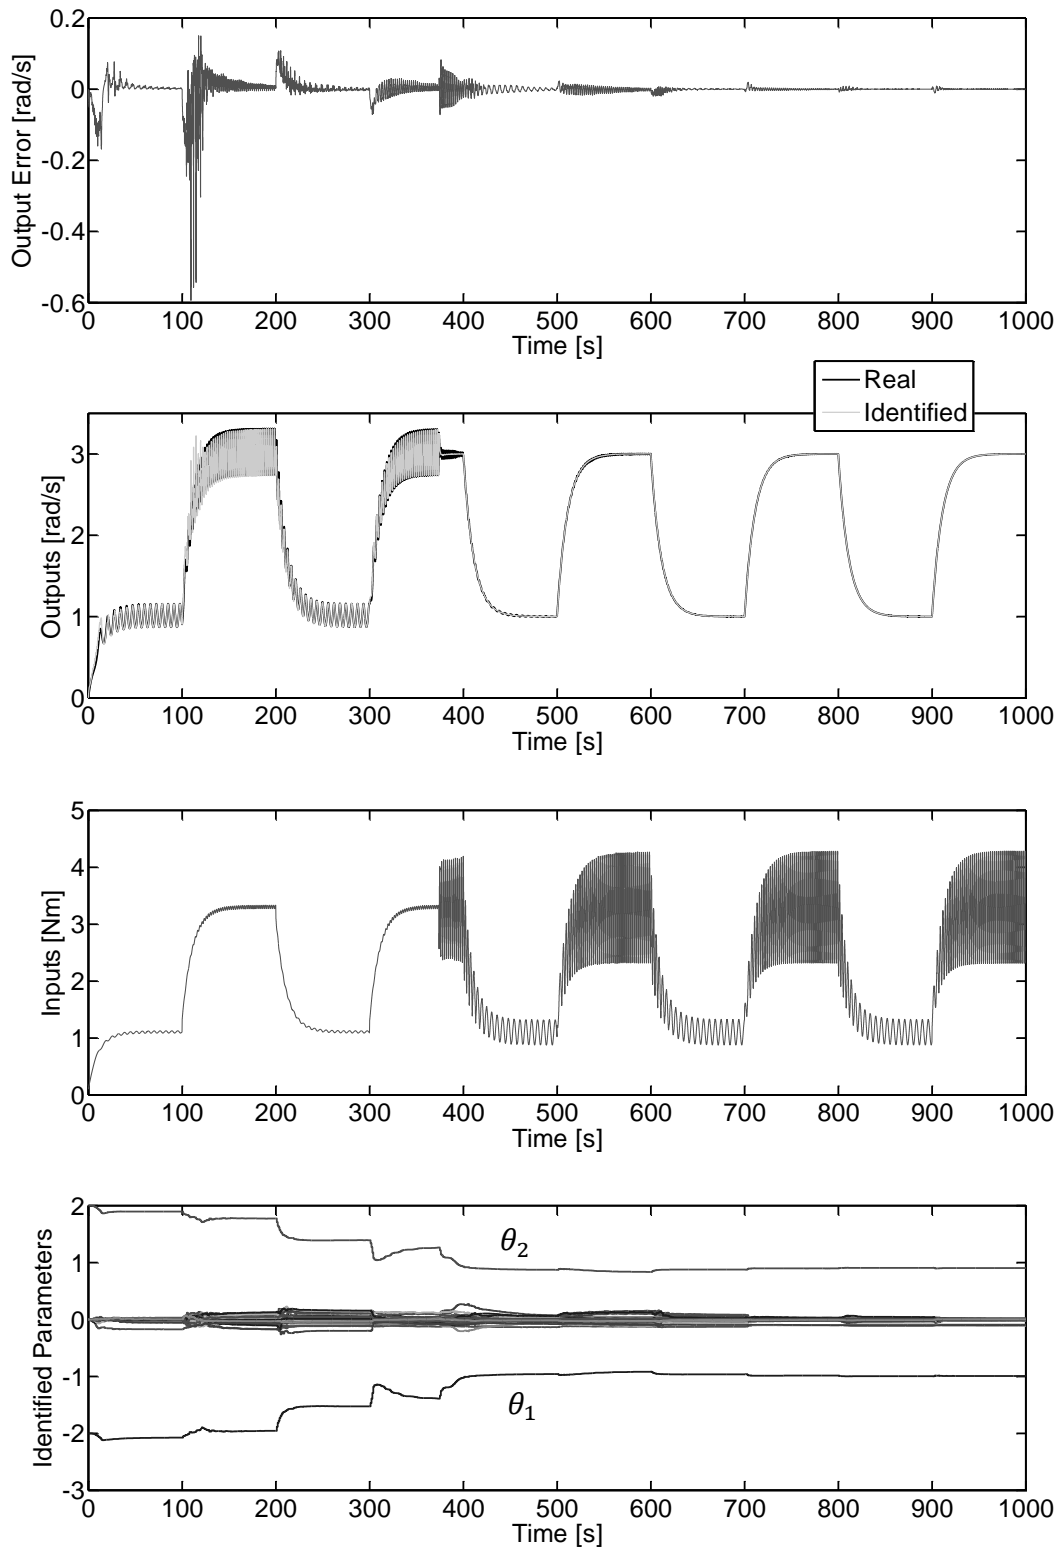 Output Error [rad/s]
0.2
0
-0.2
-0.4
-0.6
0 100 200 300 400 500 600 700 800 900 1000
Time [s]
Real
Identified
Outputs [rad/s]
3
2
1
0
0 100 200 300 400 500 600 700 800 900 1000
Time [s]
Inputs [Nm]
5
4
3
2
1
0
0 100 200 300 400 500 600 700 800 900 1000
Time [s]
Identified Parameters
2
1
0
-1
-2
-3
θ2
θ1
0 100 200 300 400 500 600 700 800 900 1000
Time [s]